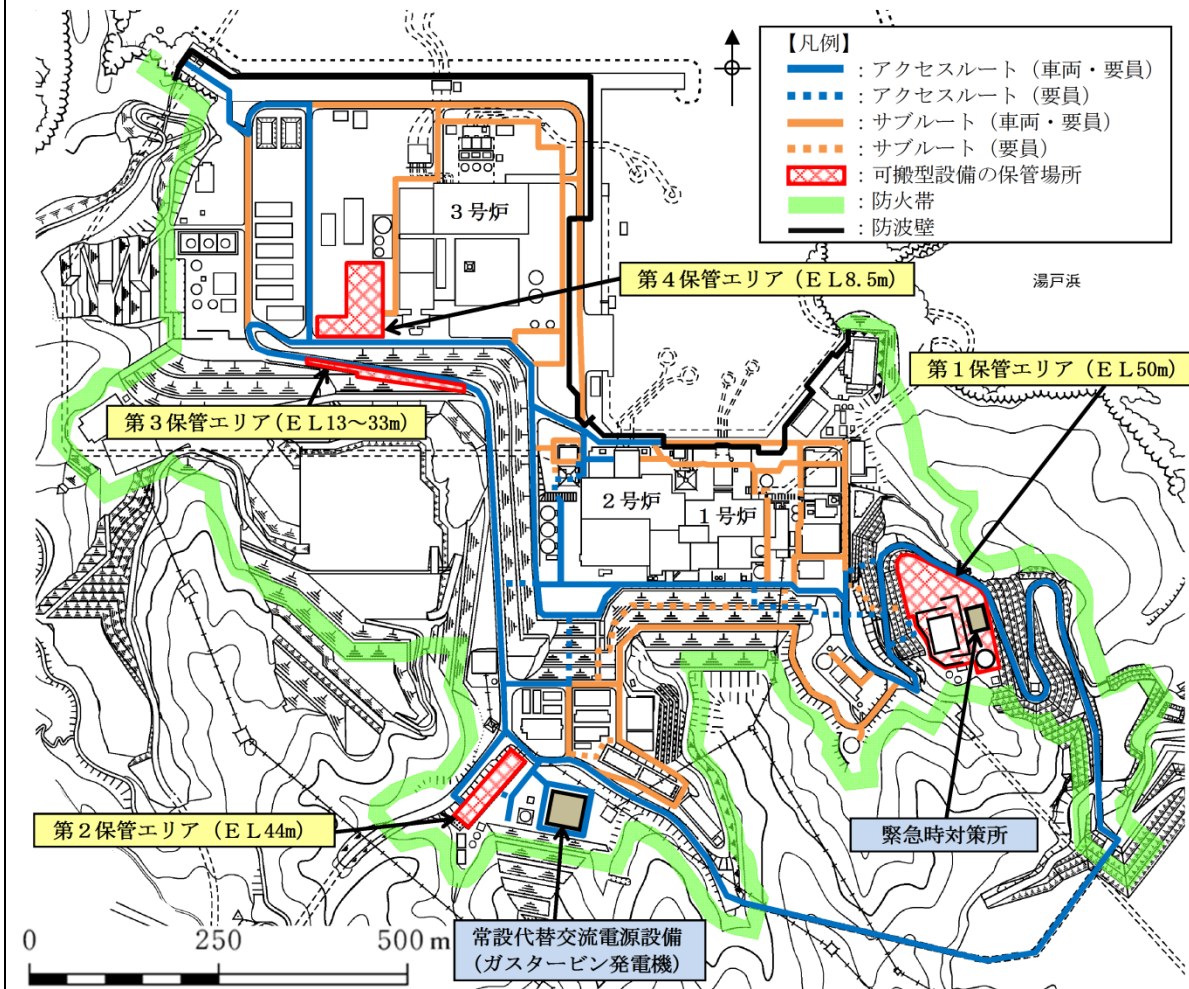 【凡例】
：アクセスルート（車両・要員）
：アクセスルート（要員）
：サブルート（車両・要員）
：サブルート（要員）
：可搬型設備の保管場所
：防火帯
：防波壁
3号炉
第4保管エリア（EL8.5m）
湯戸浜
第1保管エリア（EL50m）
第3保管エリア（EL13～33m）
2号炉
1号炉
第2保管エリア（EL44m）
緊急時対策所
常設代替交流電源設備
（ガスタービン発電機）
0 250 500 m